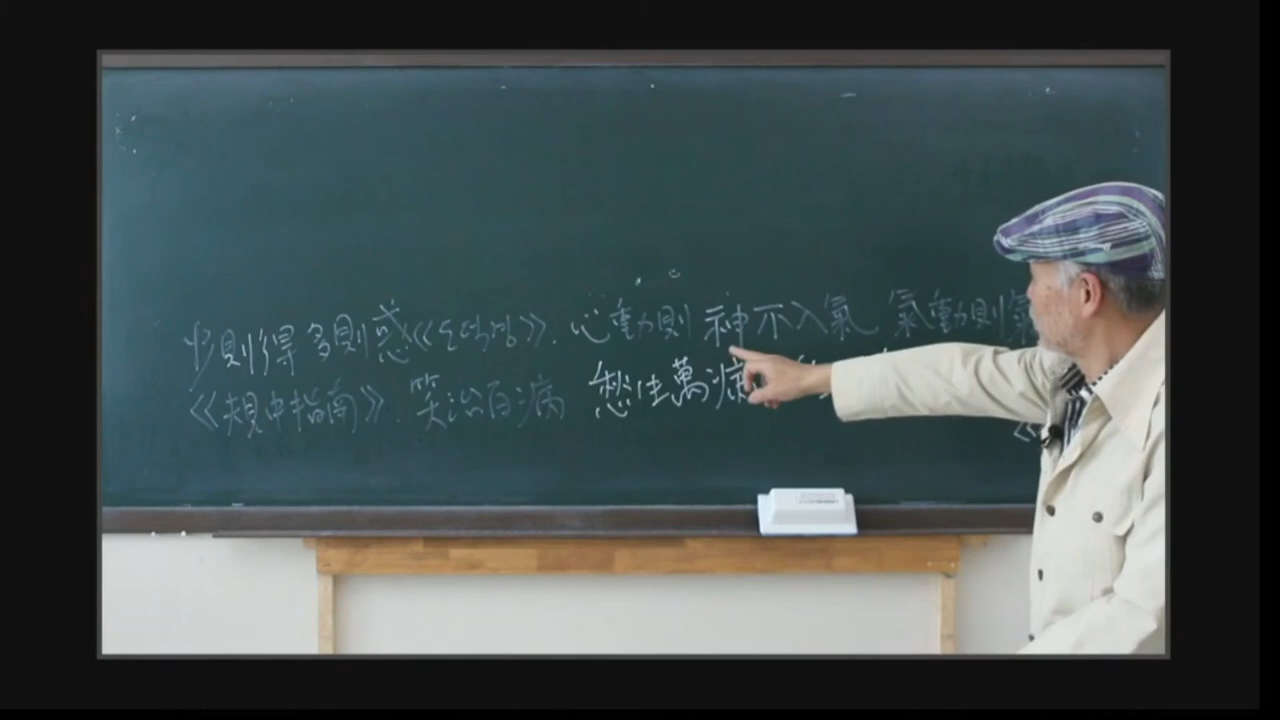 少則得 多則惑《도덕경》. 心動則 神不入氣 氣動則氣
《規中指南》. 笑治百病 愁生萬病